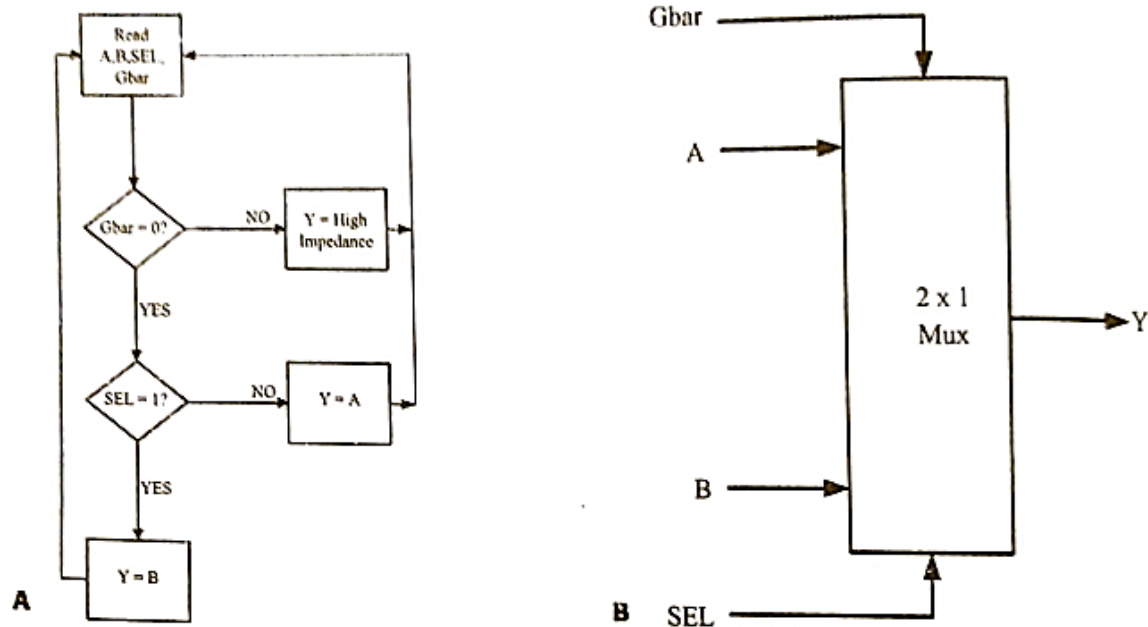 Read
A,B,SEL,
Gbar
Gbar = 0?
NO
Y = High
Impedance
YES
SEL = 1?
NO
Y = A
YES
Y = B
A
Gbar
A
2 x 1
Mux
Y
B
SEL
B